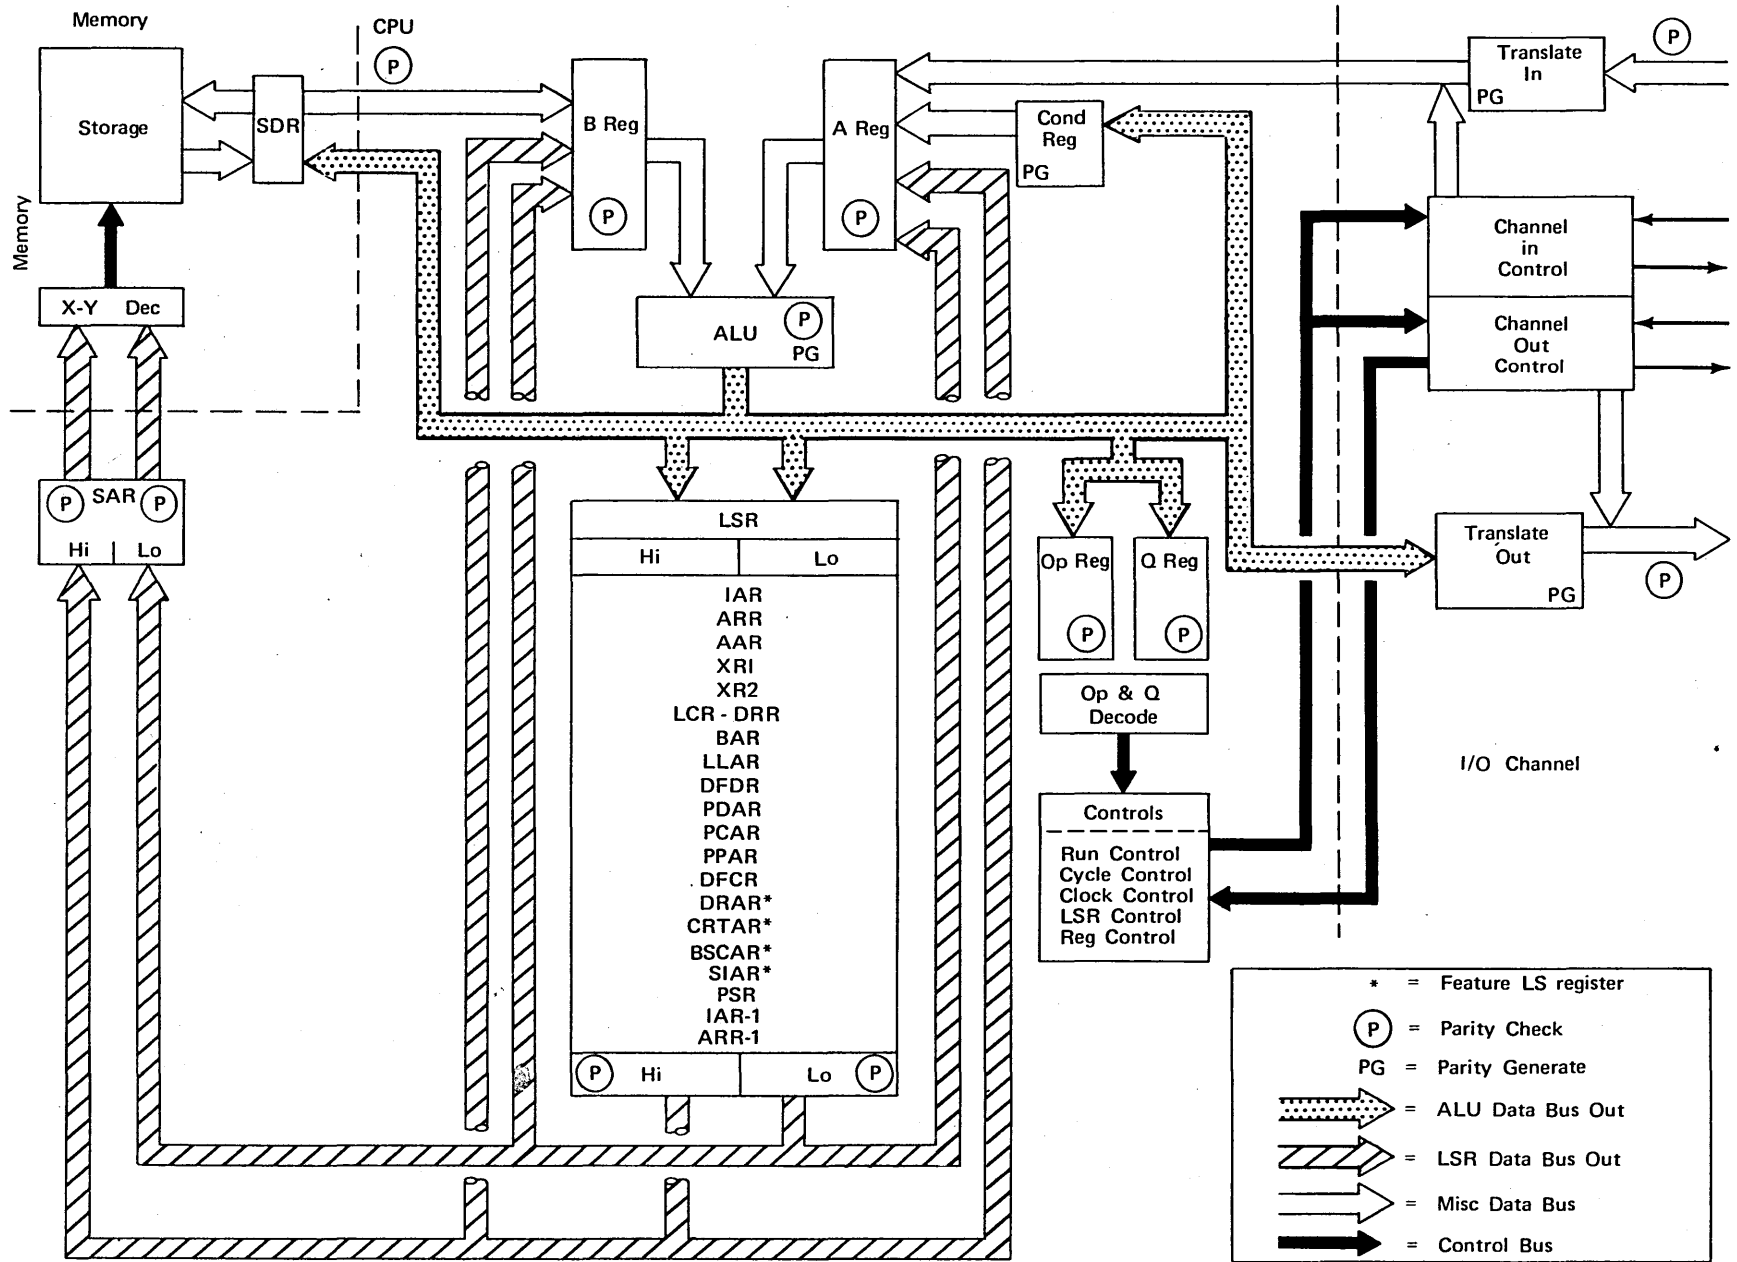 Memory
CPU
P
Storage
SDR
Memory
X-Y Dec
P SAR P
Hi Lo
B Reg
P
A Reg
P
Cond
Reg
PG
ALU
P
PG
Translate
In
PG
P
Channel
in
Control
Channel
Out
Control
Translate
Out
PG
P
I/O Channel
LSR
Hi Lo
IAR
ARR
AAR
XR1
XR2
LCR - DRR
BAR
LLAR
DFDR
PDAR
PCAR
PPAR
DFCR
DRAR*
CRTAR*
BSCAR*
SIAR*
PSR
IAR-1
ARR-1
P Hi Lo P
Op Reg
P
Q Reg
P
Op & Q
Decode
Controls
Run Control
Cycle Control
Clock Control
LSR Control
Reg Control
* = Feature LS register
P = Parity Check
PG = Parity Generate
= ALU Data Bus Out
= LSR Data Bus Out
= Misc Data Bus
= Control Bus